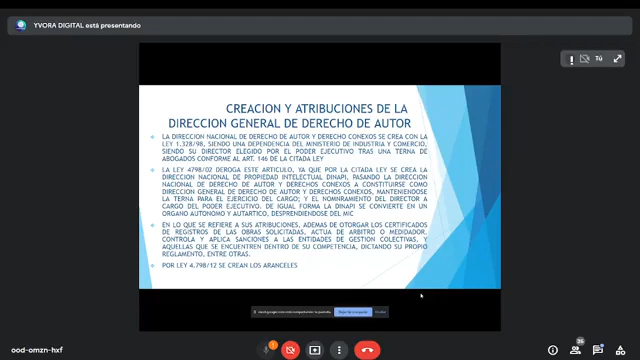 YVORA DIGITAL está presentando
Tú
CREACION Y ATRIBUCIONES DE LA
DIRECCION GENERAL DE DERECHO DE AUTOR
LA DIRECCION NACIONAL DE DERECHO DE AUTOR Y DERECHO CONEXOS SE CREA CON LA
LEY 1.328/98, SIENDO UNA DEPENDENCIA DEL MINISTERIO DE INDUSTRIA Y COMERCIO,
SIENDO SU DIRECTOR ELEGIDO POR EL PODER EJECUTIVO TRAS UNA TERNA DE
ABOGADOS CONFORME AL ART. 146 DE LA CITADA LEY
LA LEY 4798/02 DEROGA ESTE ARTICULO, YA QUE POR LA CITADA LEY SE CREA LA
DIRECCION NACIONAL DE PROPIEDAD INTELECTUAL DINAPI, PASANDO LA DIRECCION
NACIONAL DE DERECHO DE AUTOR Y DERECHOS CONEXOS A CONSTITUIRSE COMO
DIRECCION GENERAL DE DERECHO DE AUTOR Y DERECHOS CONEXOS, MANTENIENDOSE
LA TERNA PARA EL EJERCICIO DEL CARGO; Y EL NOMINRAMIENTO DEL DIRECTOR A
CARGO DEL PODER EJECUTIVO. DE IGUAL FORMA LA DINAPI SE CONVIERTE EN UN
ORGANO AUTONOMO Y AUTARTICO, DESPRENDIENDOSE DEL MIC
EN LO QUE SE REFIERE A SUS ATRIBUCIONES, ADEMAS DE OTORGAR LOS CERTIFICADOS
DE REGISTROS DE LAS OBRAS SOLICITADAS, ACTUA DE ARBITRO O MEDIADOR,
CONTROLA Y APLICA SANCIONES A LAS ENTIDADES DE GESTION COLECTIVAS, Y
AQUELLAS QUE SE ENCUENTREN DENTRO DE SU COMPETENCIA, DICTANDO SU PROPIO
REGLAMENTO, ENTRE OTRAS.
POR LEY 4.798/12 SE CREAN LOS ARANCELES
ood-omzn-hxf